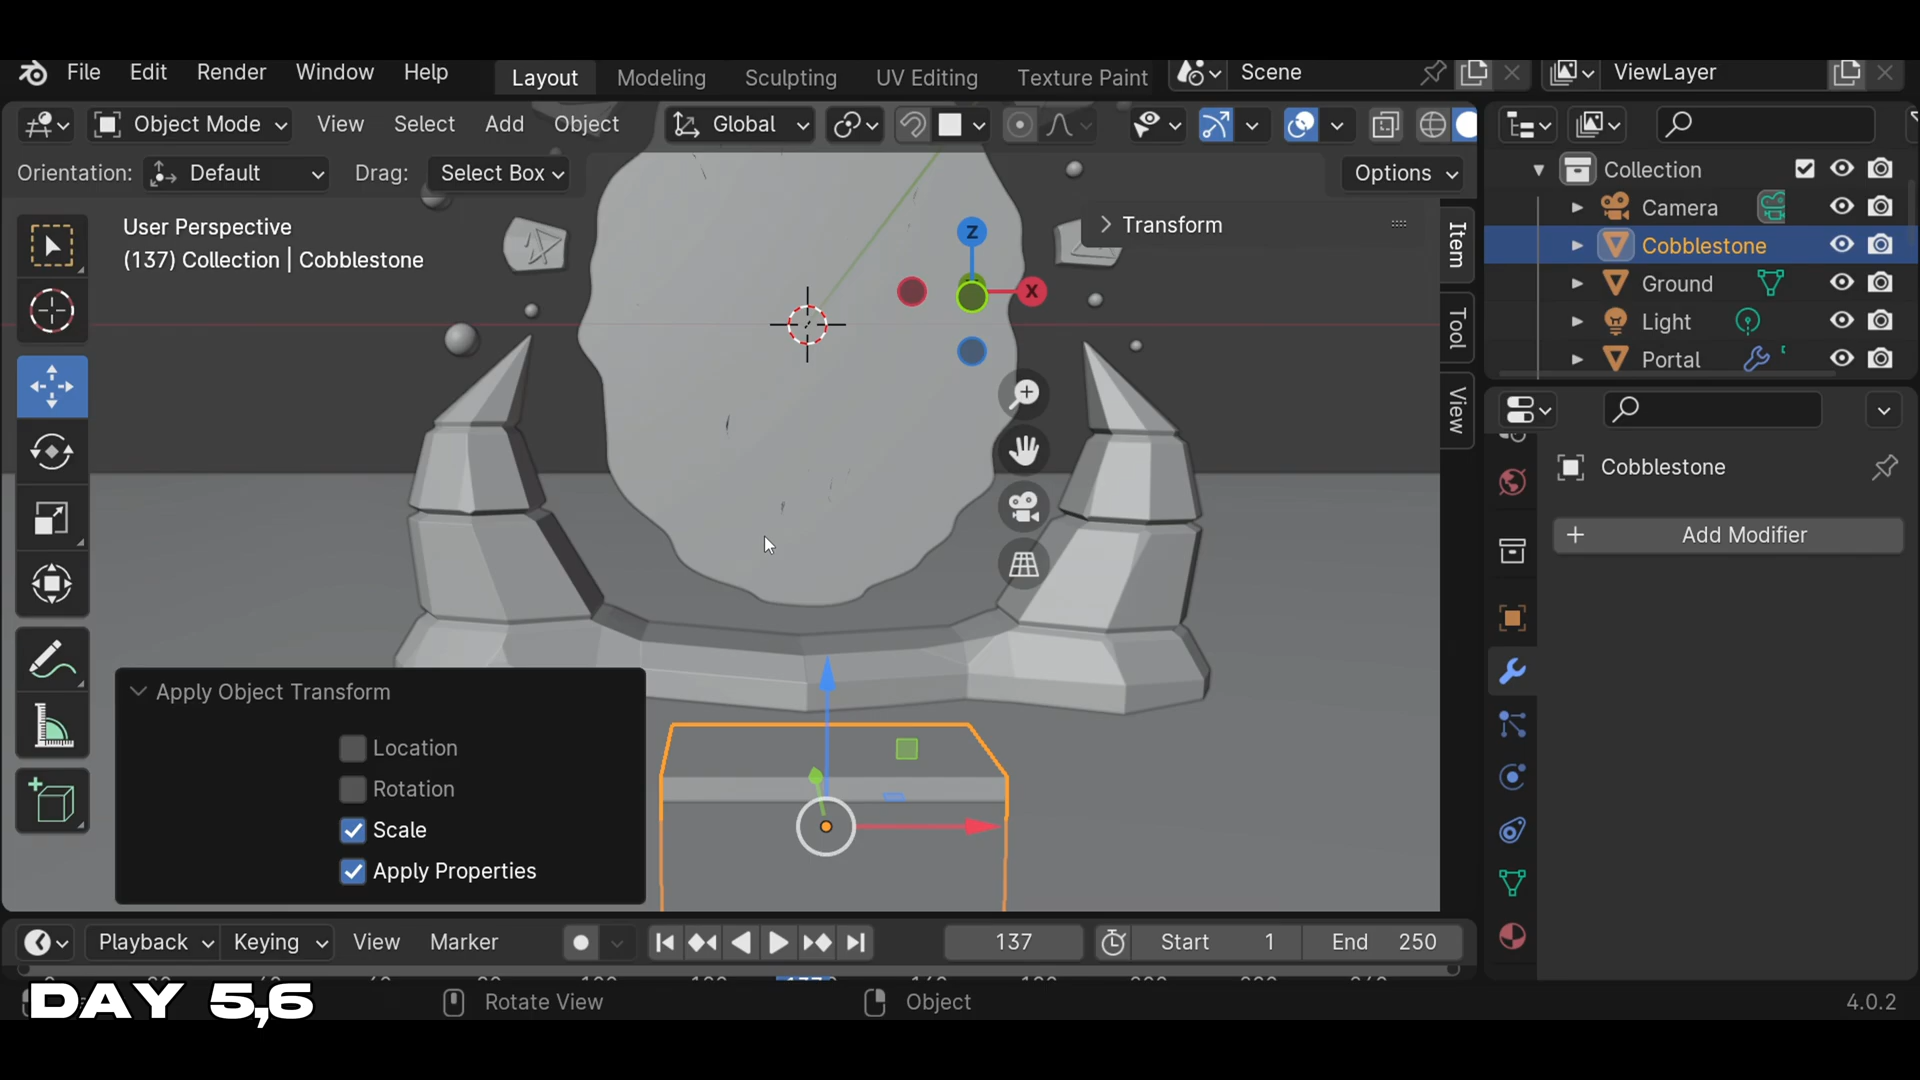 File Edit Render Window Help Layout Modeling Sculpting UV Editing Texture Paint Scene ViewLayer
Object Mode View Select Add Object Global
Orientation: Default Drag: Select Box Options
User Perspective
(137) Collection | Cobblestone
Z
X
Transform
Item
Tool
View
Collection
Camera
Cobblestone
Ground
Light
Portal
Cobblestone
+ Add Modifier
Apply Object Transform
Location
Rotation
Scale
Apply Properties
Playback Keying View Marker 137 Start 1 End 250
DAY 5,6
Rotate View Object 4.0.2